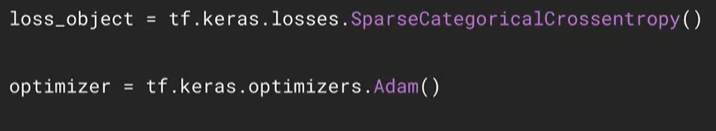 loss_object = tf.keras.losses.SparseCategoricalCrossentropy()
optimizer = tf.keras.optimizers.Adam()